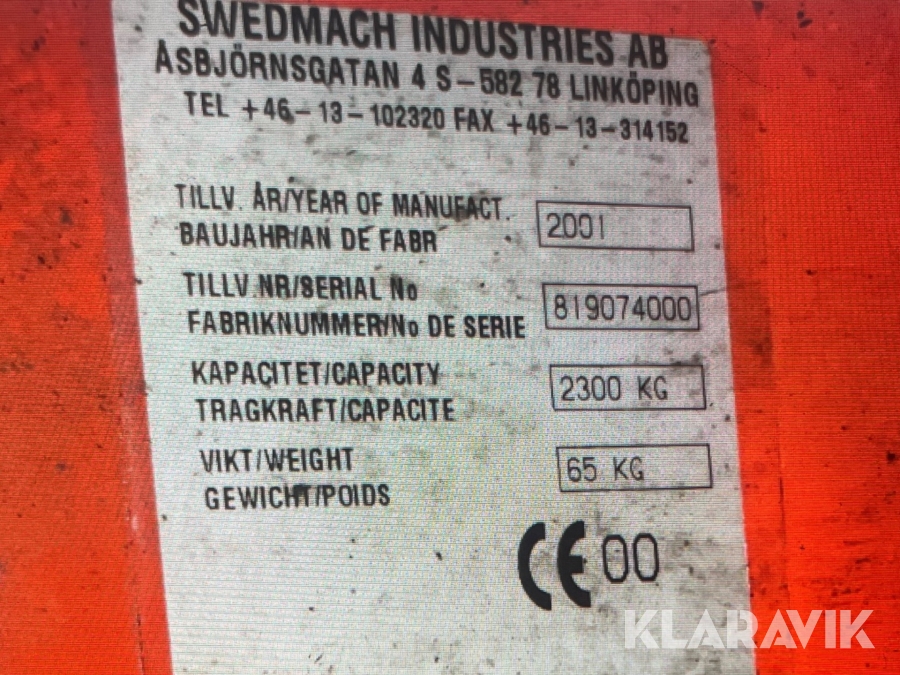 SWEDMACH INDUSTRIES AB
ASBJÖRNSGATAN 4 S-582 78 LINKÖPING
TEL +46-13-102320 FAX +46-13-314152
TILLV. ÅR/YEAR OF MANUFACT. 2001
BAUJAHR/AN DE FABR
TILLV.NR/SERIAL No 819074000
FABRIKNUMMER/No DE SERIE
KAPACITET/CAPACITY 2300 KG
TRAGKRAFT/CAPACITE
VIKT/WEIGHT 65 KG
GEWICHT/POIDS
CE 00
KLARAVIK